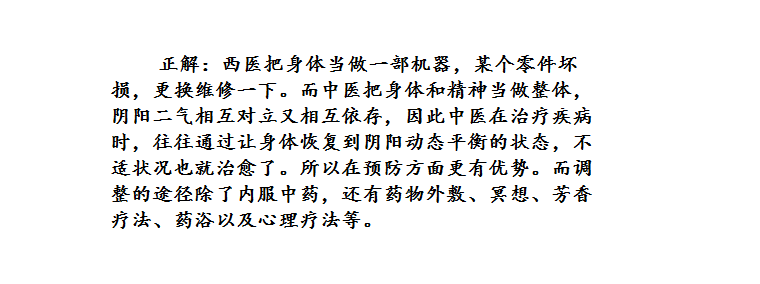 正解：西医把身体当做一部机器，某个零件坏
损，更换维修一下。而中医把身体和精神当做整体，
阴阳二气相互对立又相互依存，因此中医在治疗疾病
时，往往通过让身体恢复到阴阳动态平衡的状态，不
适状况也就治愈了。所以在预防方面更有优势。而调
整的途径除了内服中药，还有药物外敷、冥想、芳香
疗法、药浴以及心理疗法等。